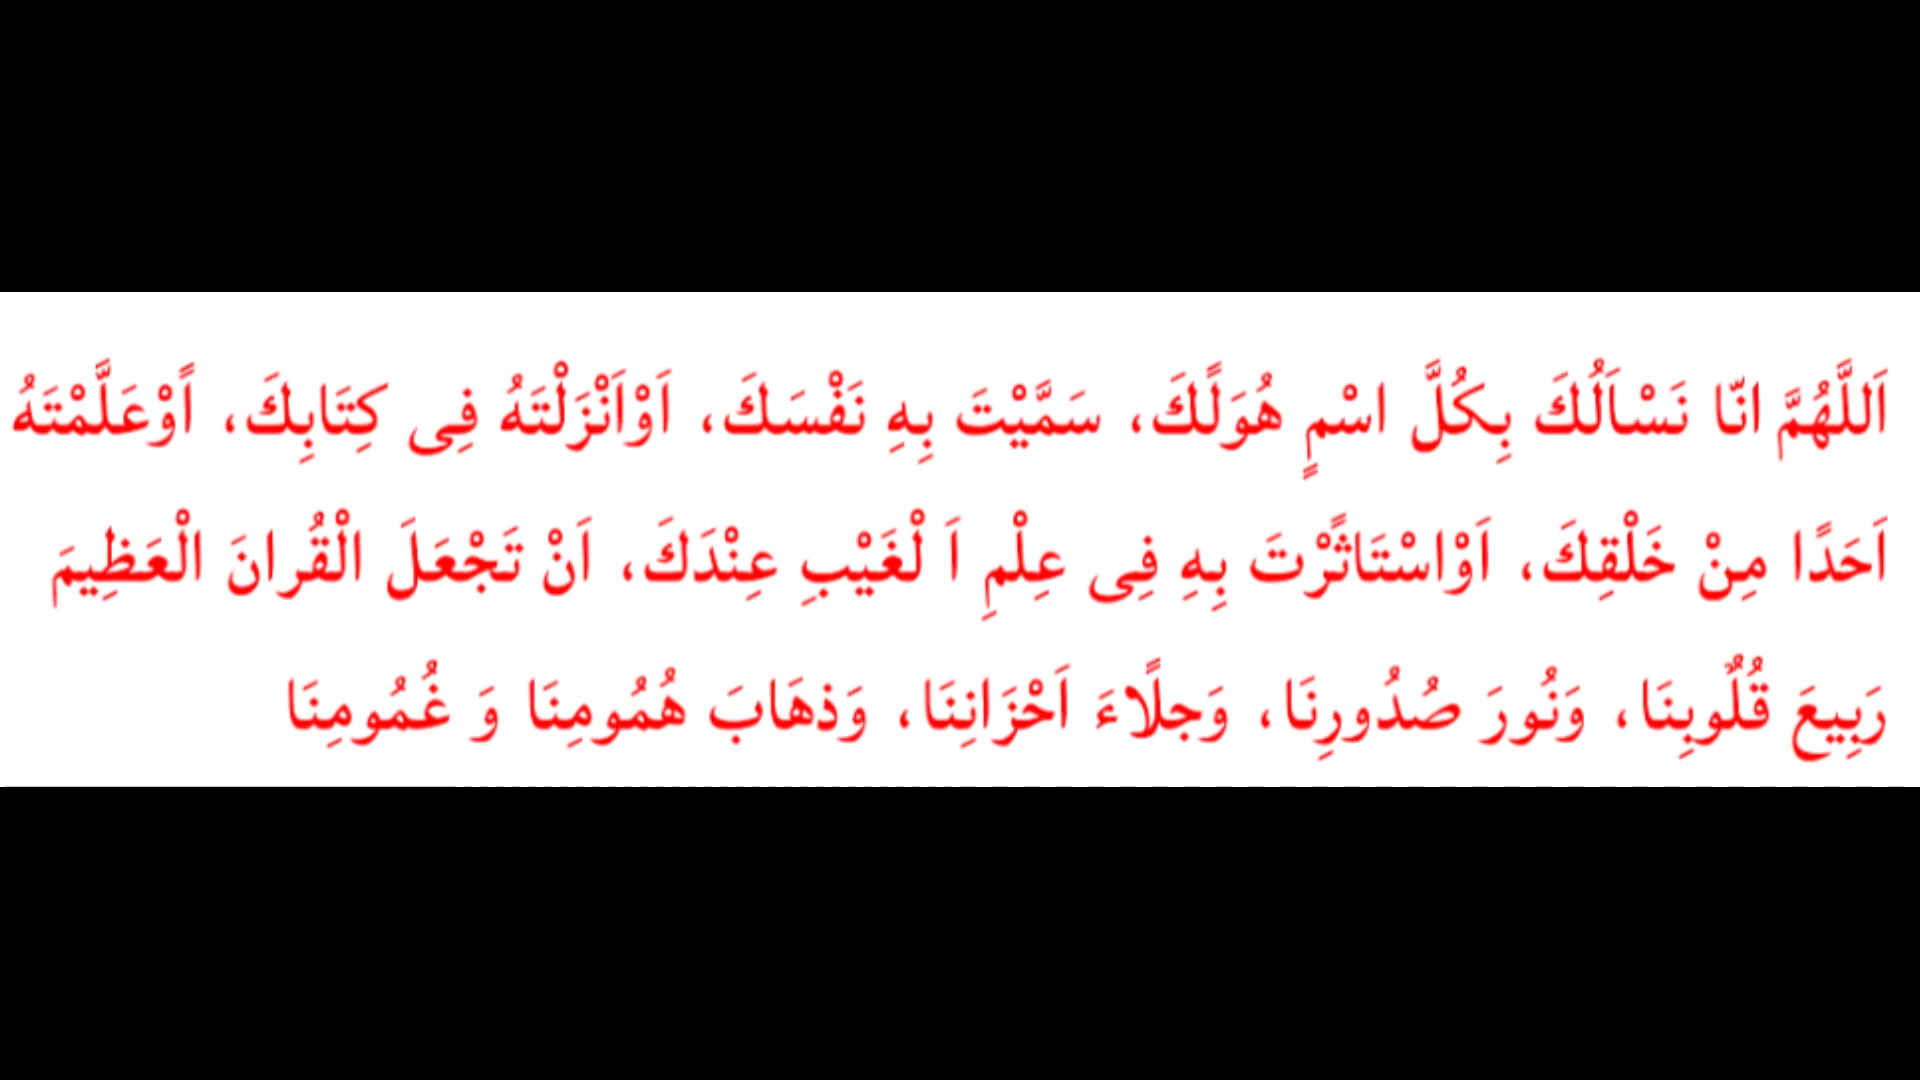 اَللَّهُمَّ انّا نَسْاَلُكَ بِكُلَّ اسْمٍ هُوَلًكَ، سَمَّيْتَ بِهِ نَفْسَكَ، اَوْاَنْزَلْتَهُ فِى كِتَابِكَ، اًوْعَلَّمْتَهُ
اَحَدًا مِنْ خَلْقِكَ، اَوْاسْتَاثًرْتَ بِهِ فِى عِلْمِ اَ لْغَيْبِ عِنْدَكَ، اَنْ تَجْعَلَ الْقُرانَ الْعَظِيمَ
رَبِيعَ قُلٌوبِنَا، وَنُورَ صُدُورِنَا، وَجلًاءَ اَحْزَانِنَا، وَذهَابَ هُمُومِنَا وَ غُمُومِنَا